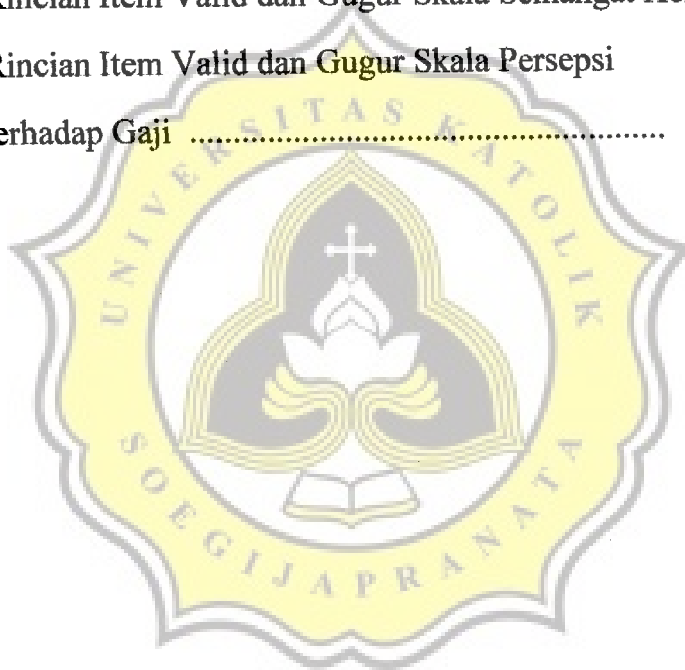 Rincian Item Valid dan Gugur Skala Semangat
Rincian Item Valid dan Gugur Skala Persepsi
erhadap Gaji ..................................................
UNIVERSITAS KATOLIK
SOEGIJAPRANATA